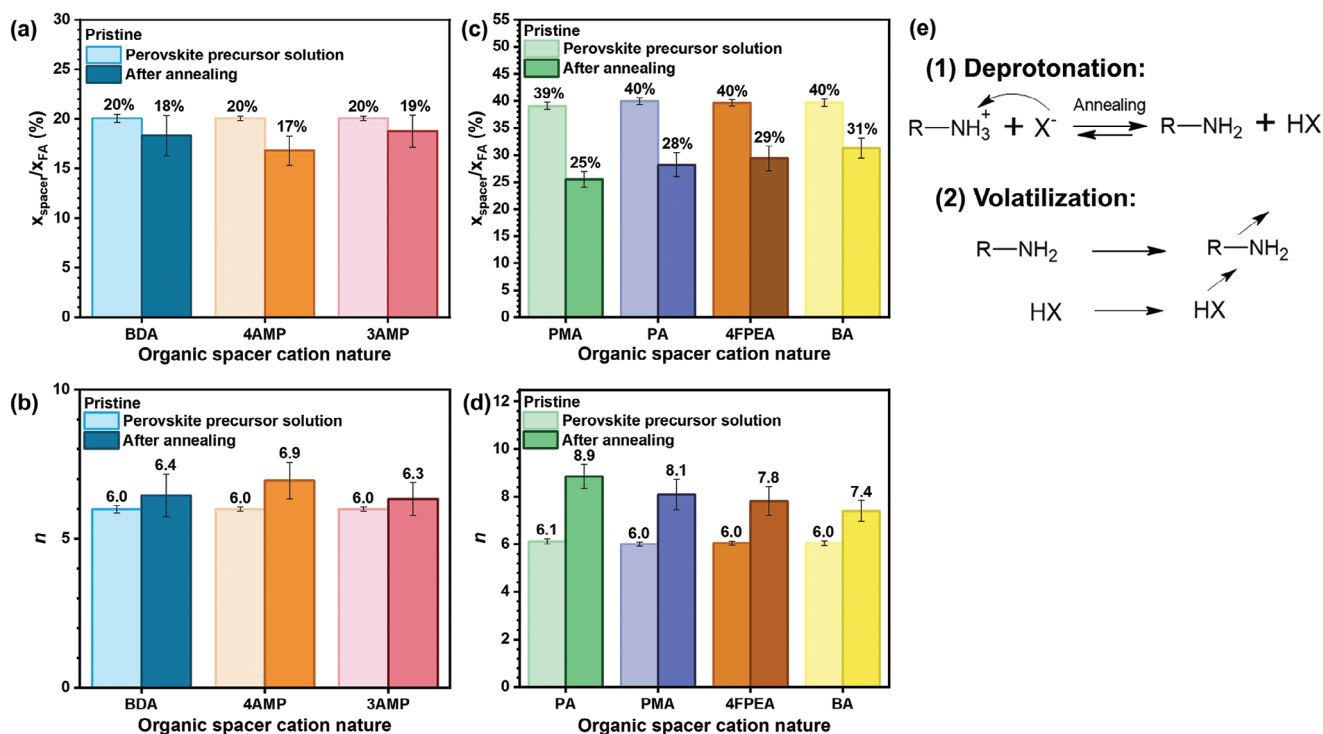 (a)
Pristine
Perovskite precursor solution
After annealing
30
25
20
15
10
5
0
x_spacer/x_FA (%)
20%
18%
20%
17%
20%
19%
BDA
4AMP
3AMP
Organic spacer cation nature
(c)
Pristine
Perovskite precursor solution
After annealing
55
50
45
40
35
30
25
20
15
10
5
0
x_spacer/x_FA (%)
39%
25%
40%
28%
40%
29%
40%
31%
PMA
PA
4FPEA
BA
Organic spacer cation nature
(e)
(1) Deprotonation:
R—NH₃⁺ + X⁻ Annealing R—NH₂ + HX
(2) Volatilization:
R—NH₂ R—NH₂
HX HX
(b)
Pristine
Perovskite precursor solution
After annealing
10
5
0
n
6.0
6.4
6.0
6.9
6.0
6.3
BDA
4AMP
3AMP
Organic spacer cation nature
(d)
Pristine
Perovskite precursor solution
After annealing
12
10
8
6
4
2
0
n
6.1
8.9
6.0
8.1
6.0
7.8
6.0
7.4
PA
PMA
4FPEA
BA
Organic spacer cation nature